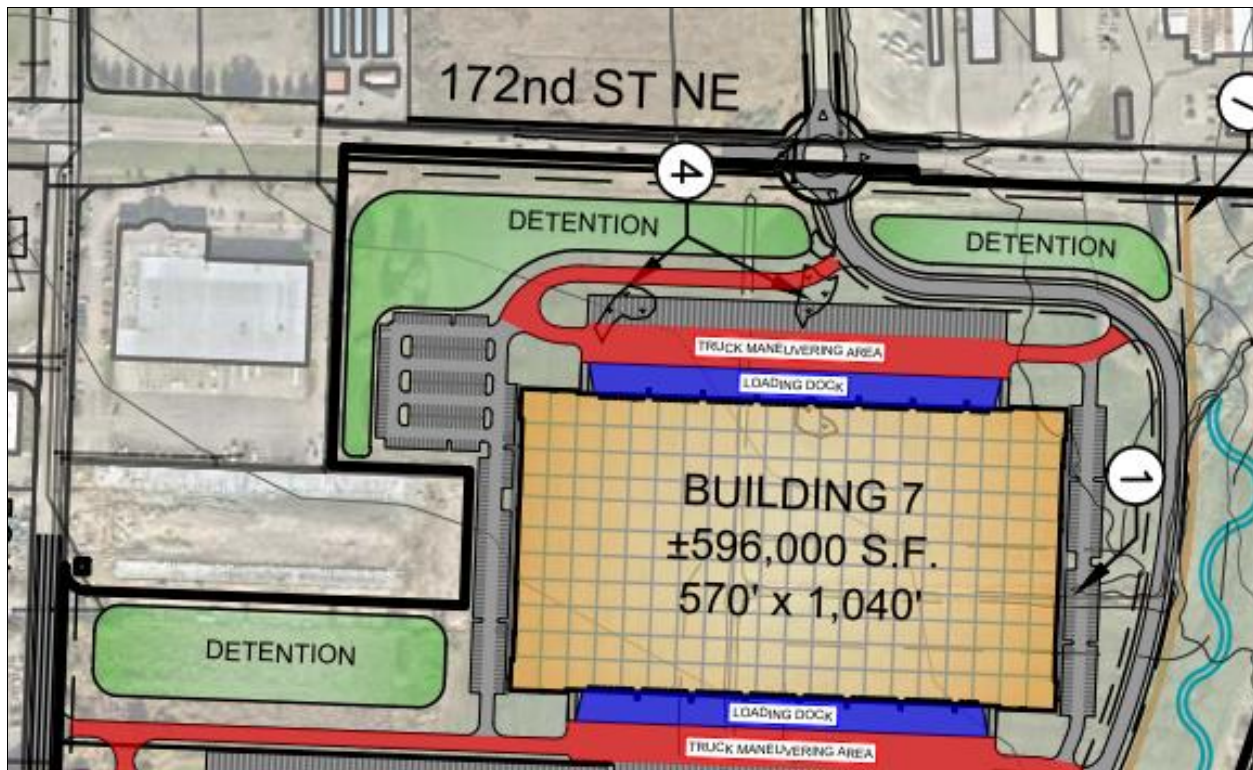 172nd ST NE
4
DETENTION
DETENTION
TRUCK MANEUVERING AREA
LOADING DOCK
1
BUILDING 7
±596,000 S.F.
570' x 1,040'
DETENTION
LOADING DOCK
TRUCK MANEUVERING AREA